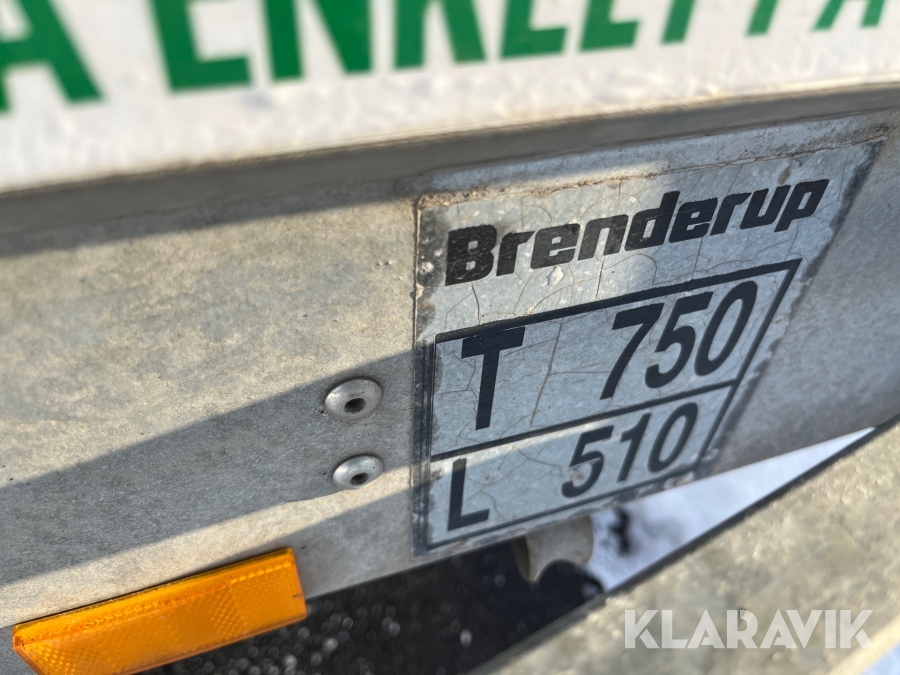 Brenderup
T 750
L 510
KLARAVIK